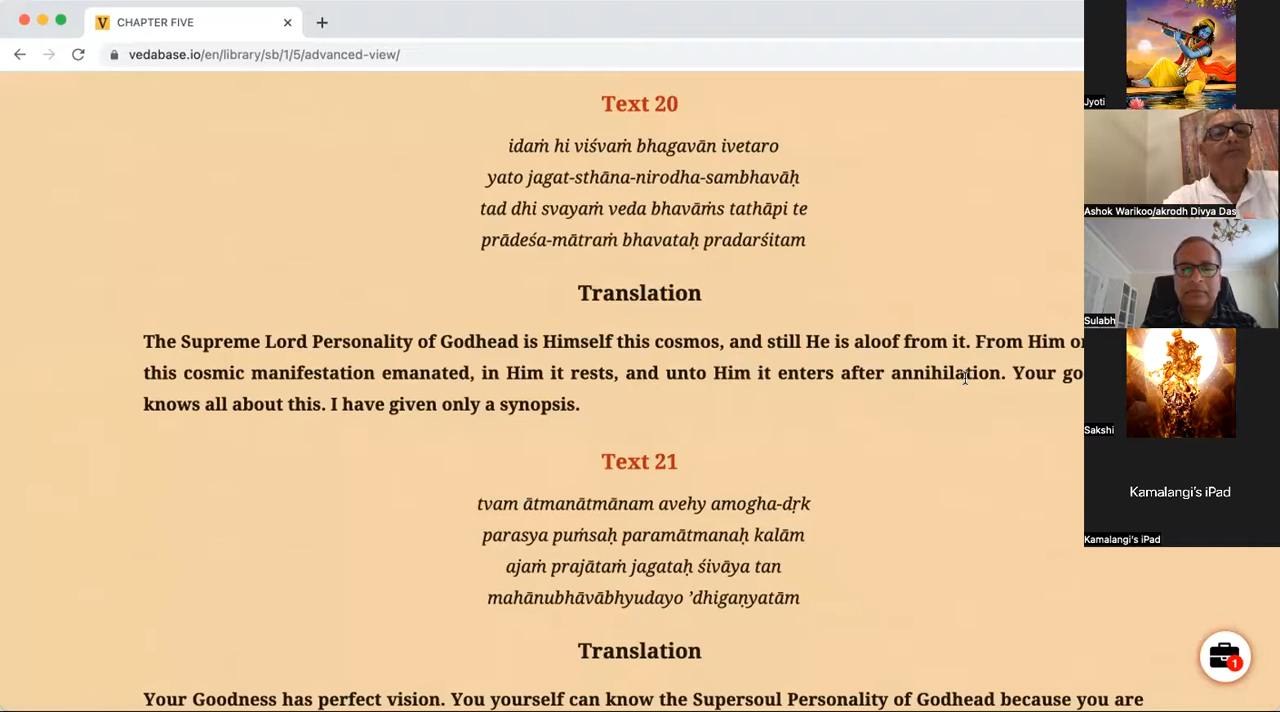 CHAPTER FIVE
vedabase.io/en/library/sb/1/5/advanced-view/
Text 20
idaṁ hi viśvaṁ bhagavān ivetaro
yato jagat-sthāna-nirodha-sambhavāḥ
tad dhi svayaṁ veda bhavāṁs tathāpi te
prādeśa-mātraṁ bhavataḥ pradarśitam
Translation
The Supreme Lord Personality of Godhead is Himself this cosmos, and still He is aloof from it. From Him
this cosmic manifestation emanated, in Him it rests, and unto Him it enters after annihilation. Your
knows all about this. I have given only a synopsis.
Text 21
tvam ātmanātmānam avehy amogha-dṛk
parasya puṁsaḥ paramātmanaḥ kalām
ajaṁ prajātaṁ jagataḥ śivāya tan
mahānubhāvābhyudayo ’dhigaṇyatām
Translation
Your Goodness has perfect vision. You yourself can know the Supersoul Personality of Godhead because you are
Jyoti
Ashok Warikoo/akrodh Divya Das
Sulabh
Sakshi
Kamalangi's iPad
Kamalangi's iPad
1